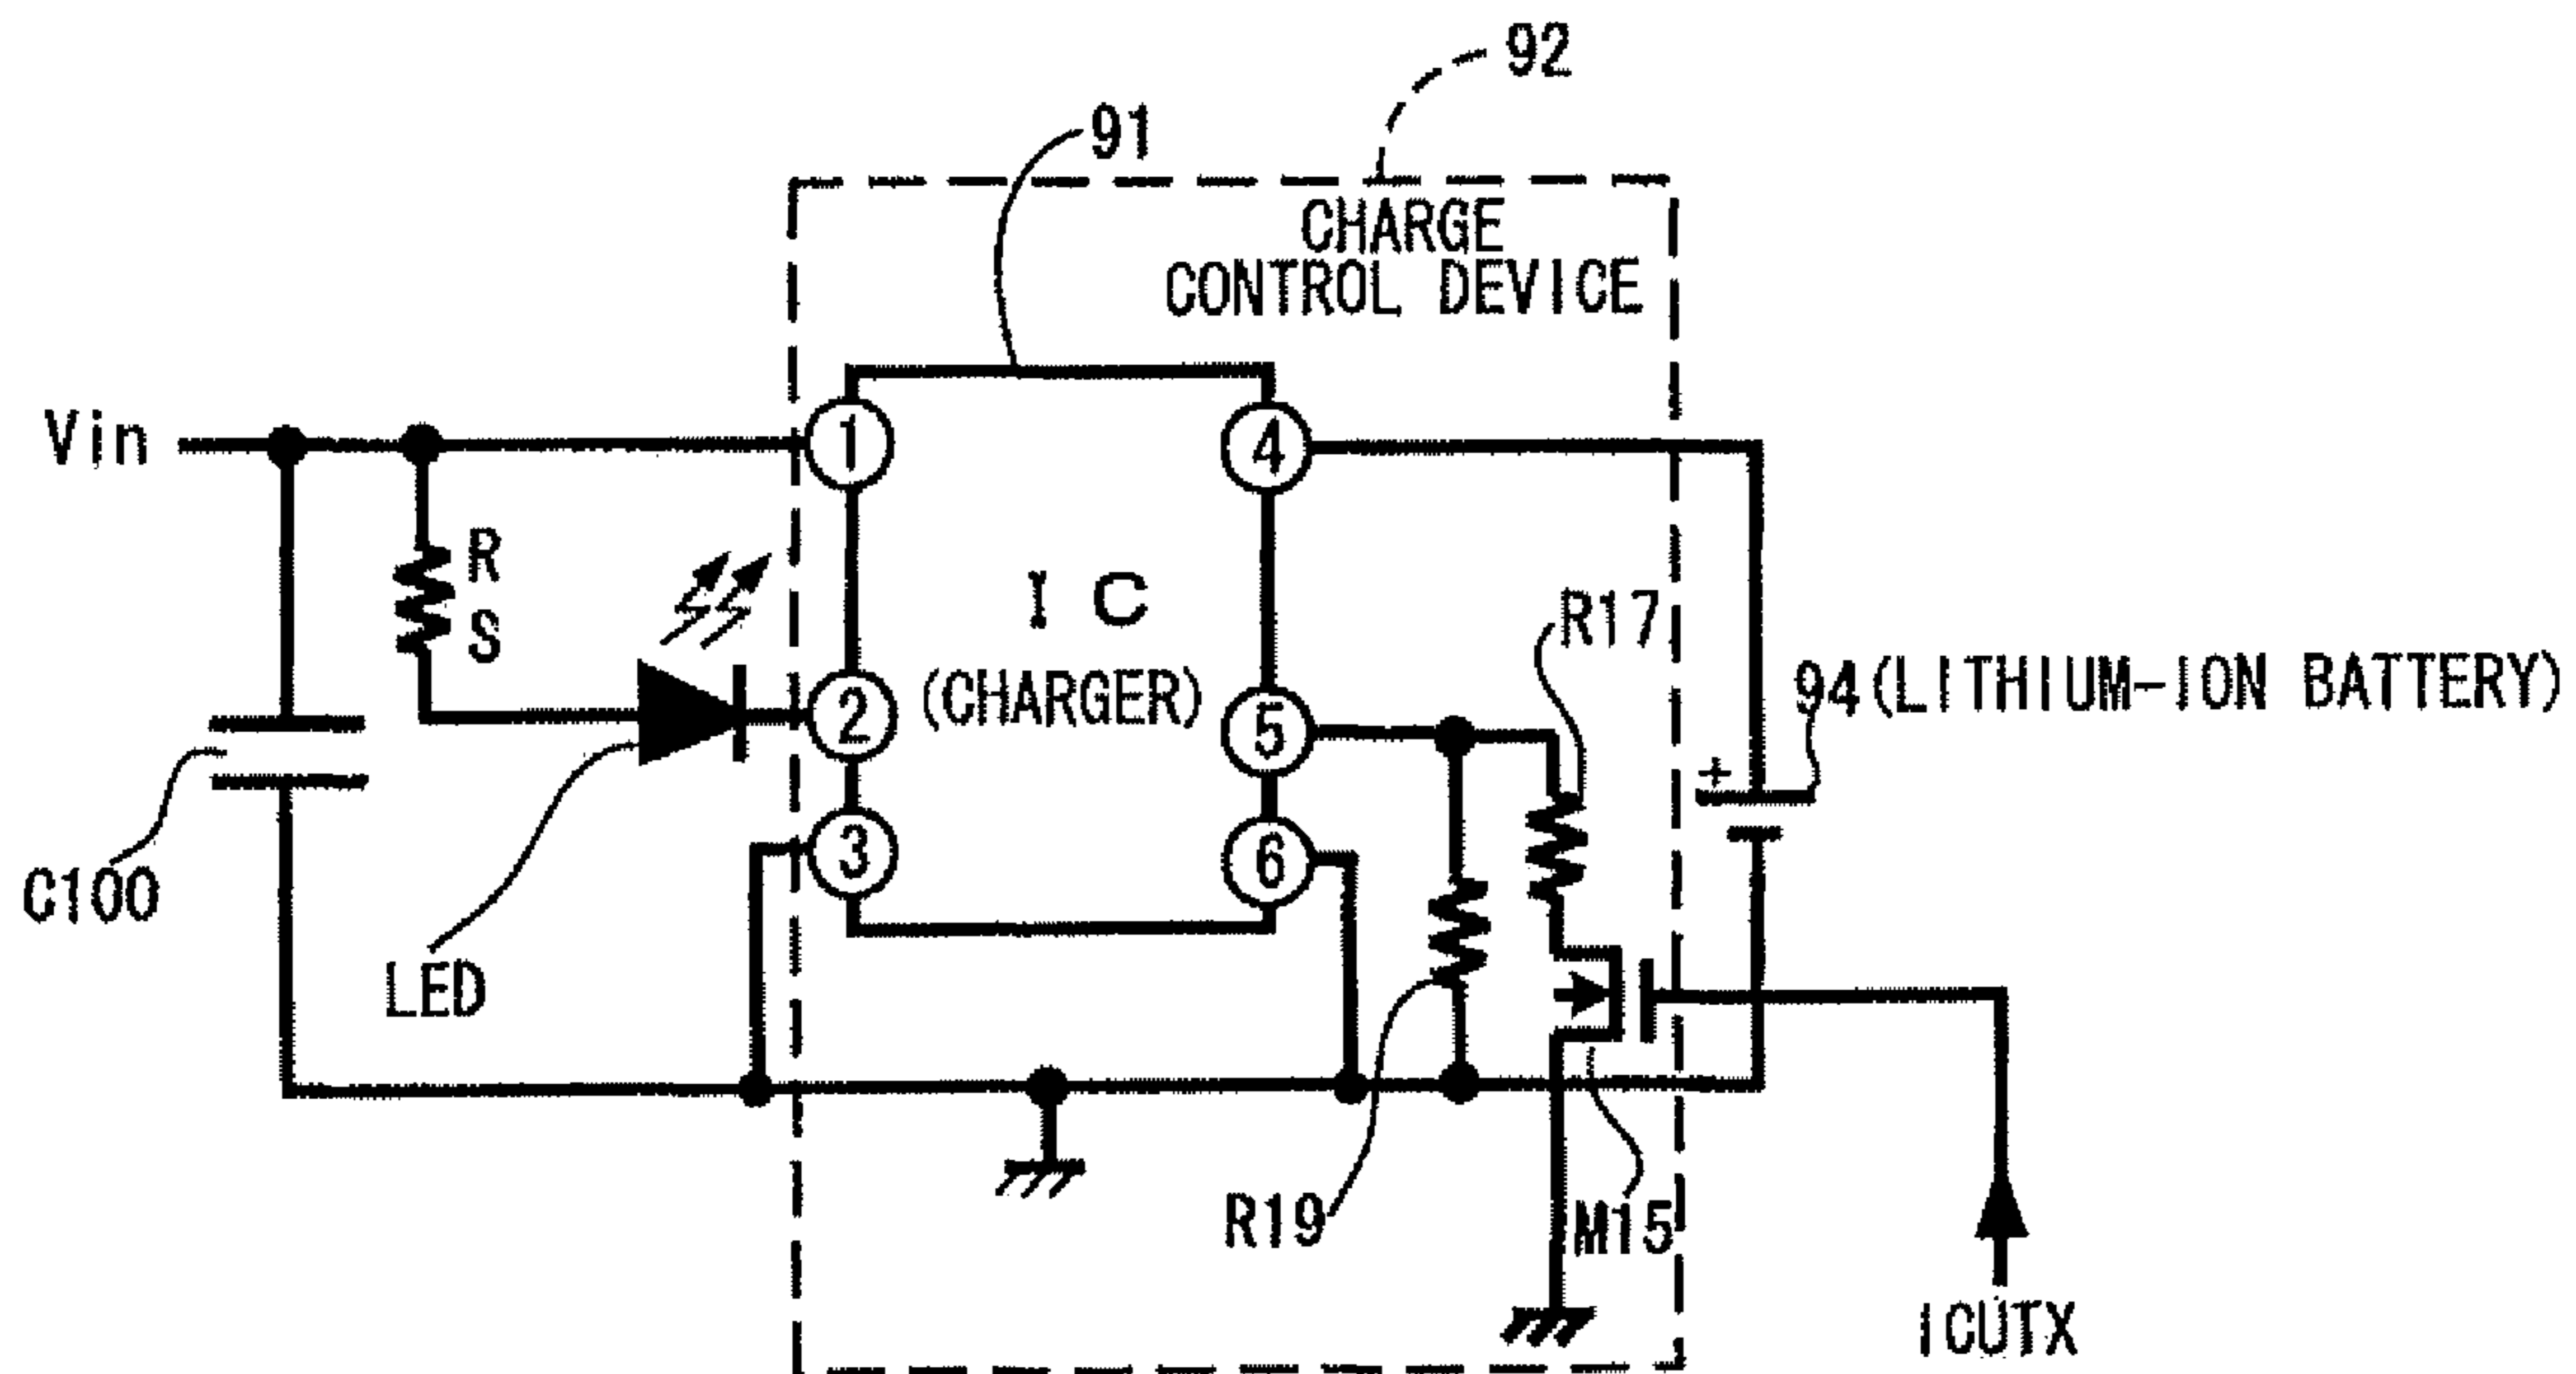 92
91
CHARGE
CONTROL DEVICE
Vin
1
4
R
S
I C
(CHARGER)
R17
94(LITHIUM-ION BATTERY)
2
5
+
3
6
C100
LED
R19
M15
ICUTX